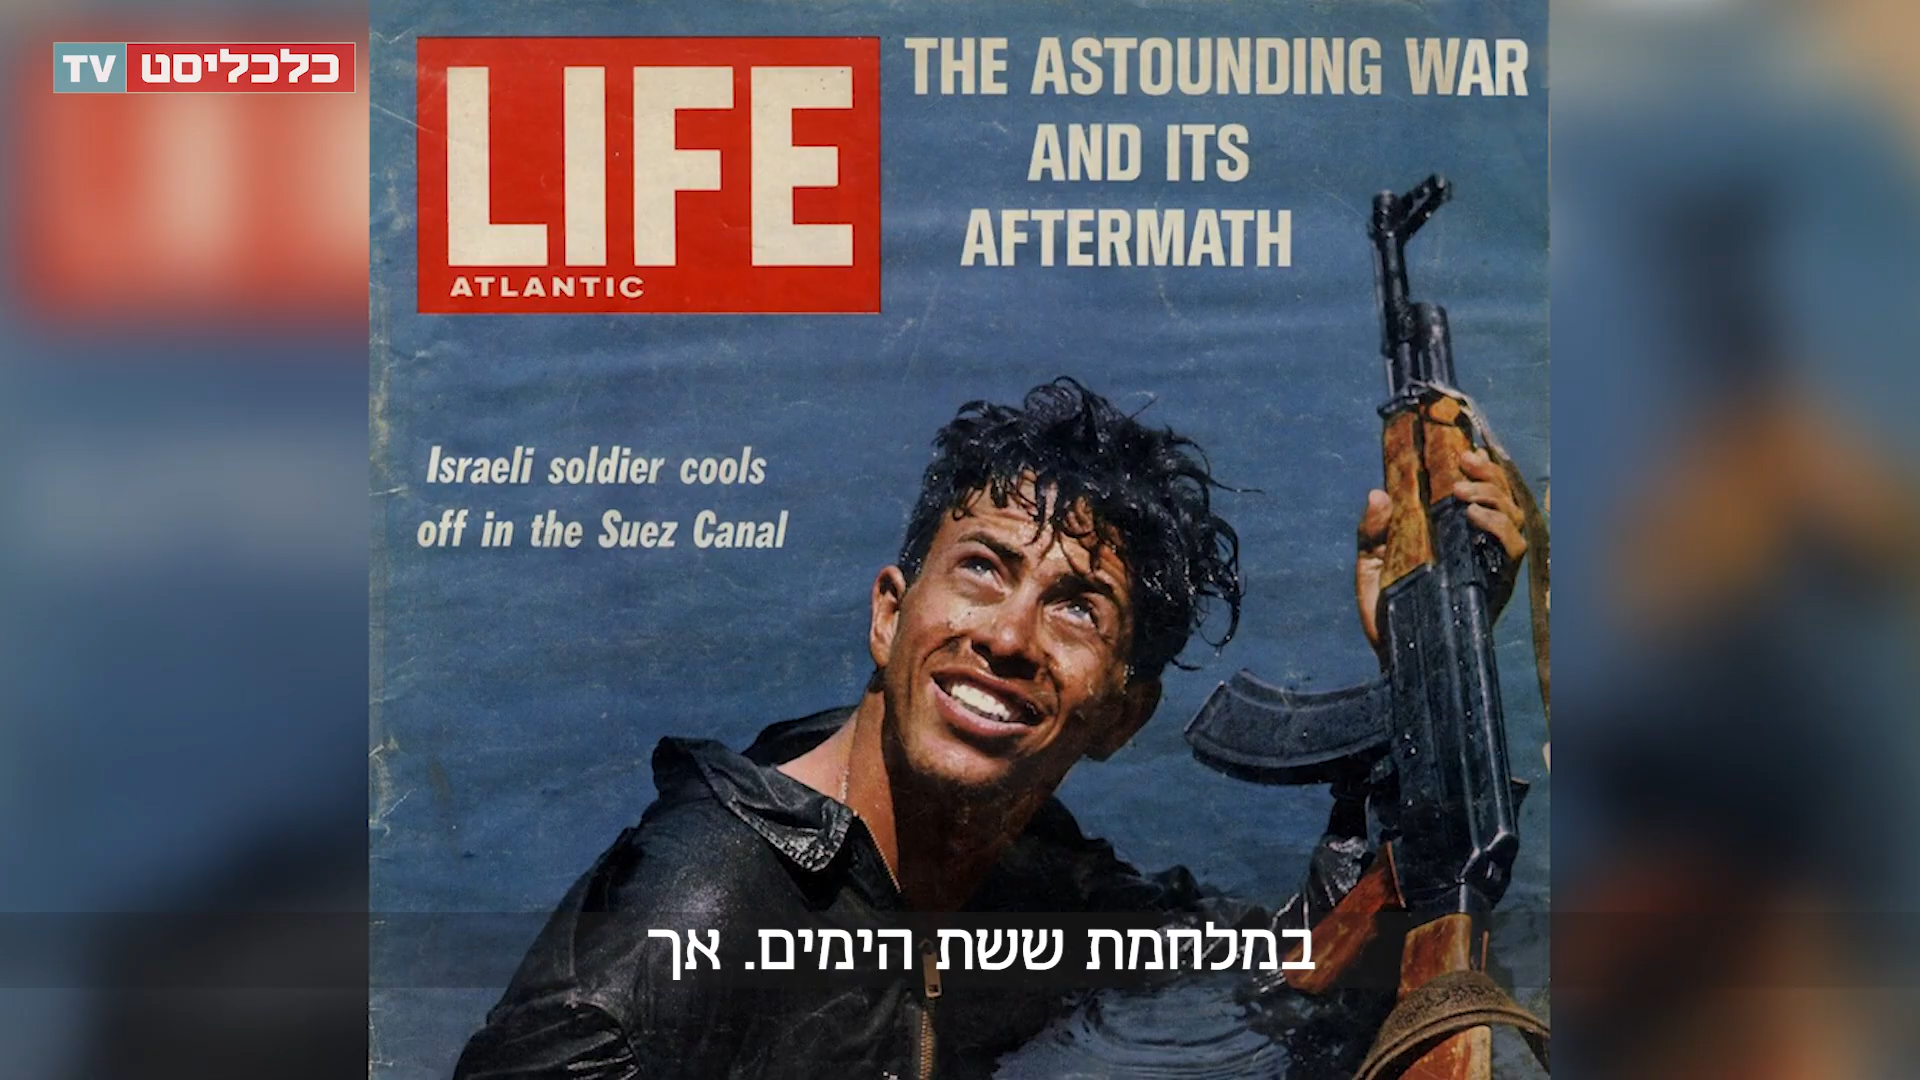 TV כלכליסט
LIFE
ATLANTIC
THE ASTOUNDING WAR
AND ITS
AFTERMATH
Israeli soldier cools
off in the Suez Canal
במלחמת ששת הימים. אך